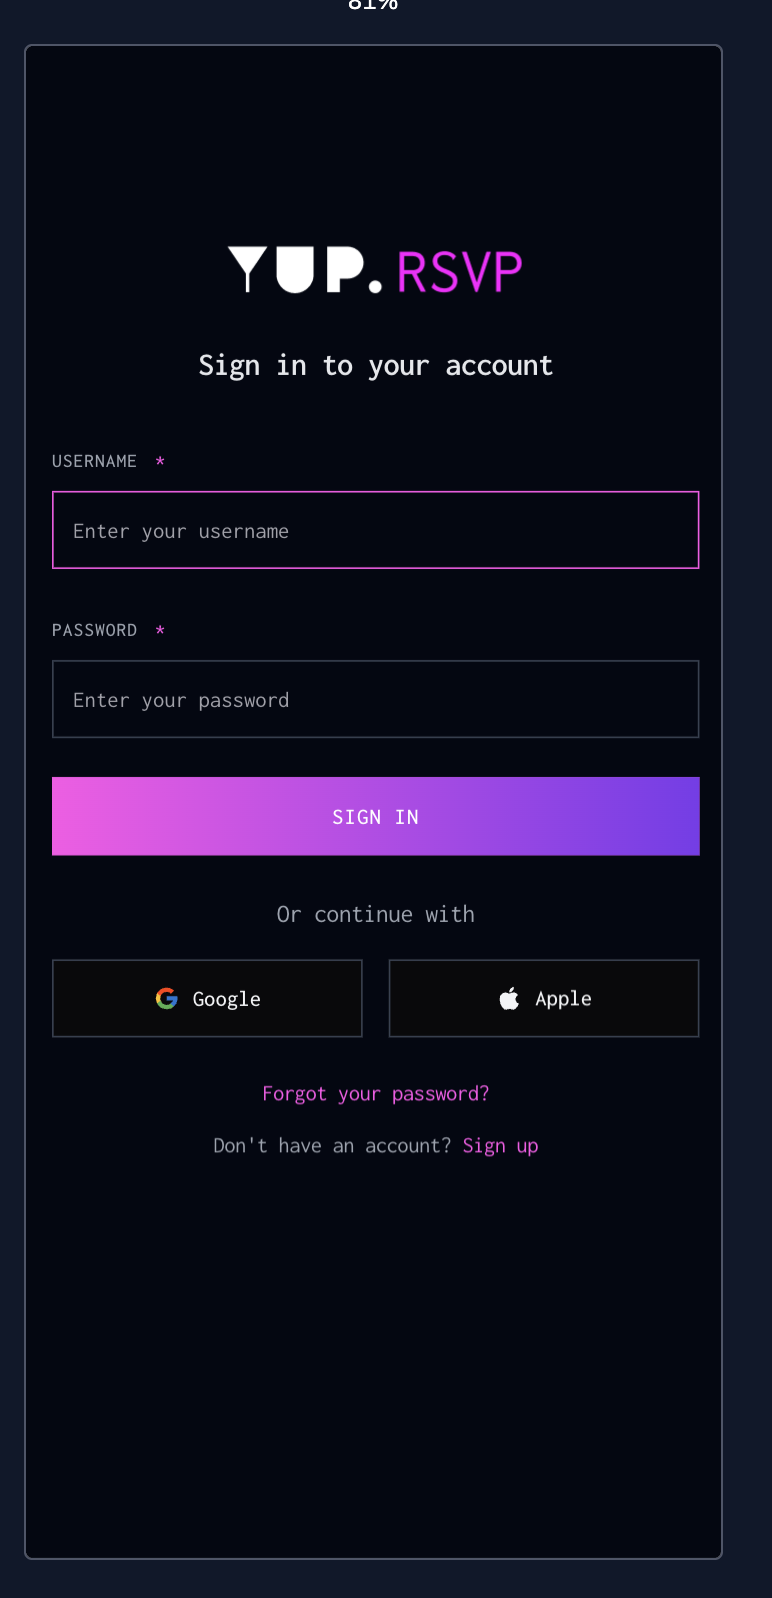 81%
YUP.RSVP
Sign in to your account
USERNAME *
Enter your username
PASSWORD *
Enter your password
SIGN IN
Or continue with
Google
Apple
Forgot your password?
Don't have an account? Sign up